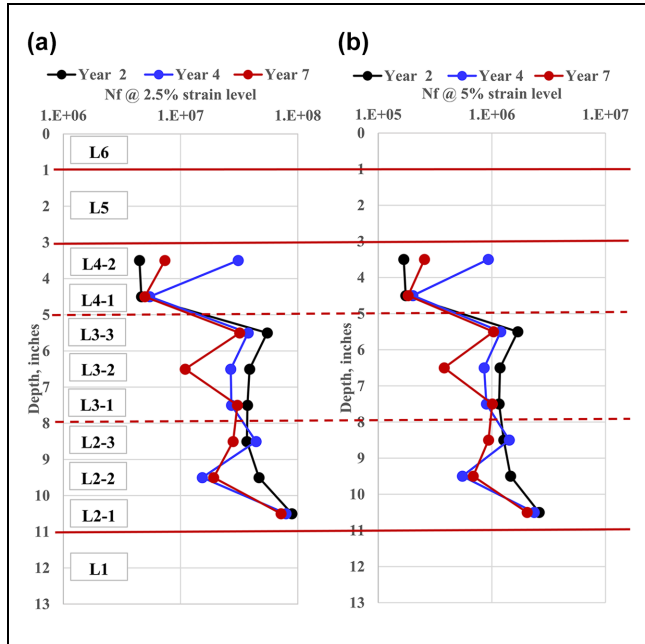 (a)
(b)
Year 2 Year 4 Year 7
Year 2 Year 4 Year 7
Nf @ 2.5% strain level
Nf @ 5% strain level
1.E+06 1.E+07 1.E+08
1.E+05 1.E+06 1.E+07
Depth, inches
0
1
2
3
4
5
6
7
8
9
10
11
12
13
L6
L5
L4-2
L4-1
L3-3
L3-2
L3-1
L2-3
L2-2
L2-1
L1
Depth, inches
0
1
2
3
4
5
6
7
8
9
10
11
12
13